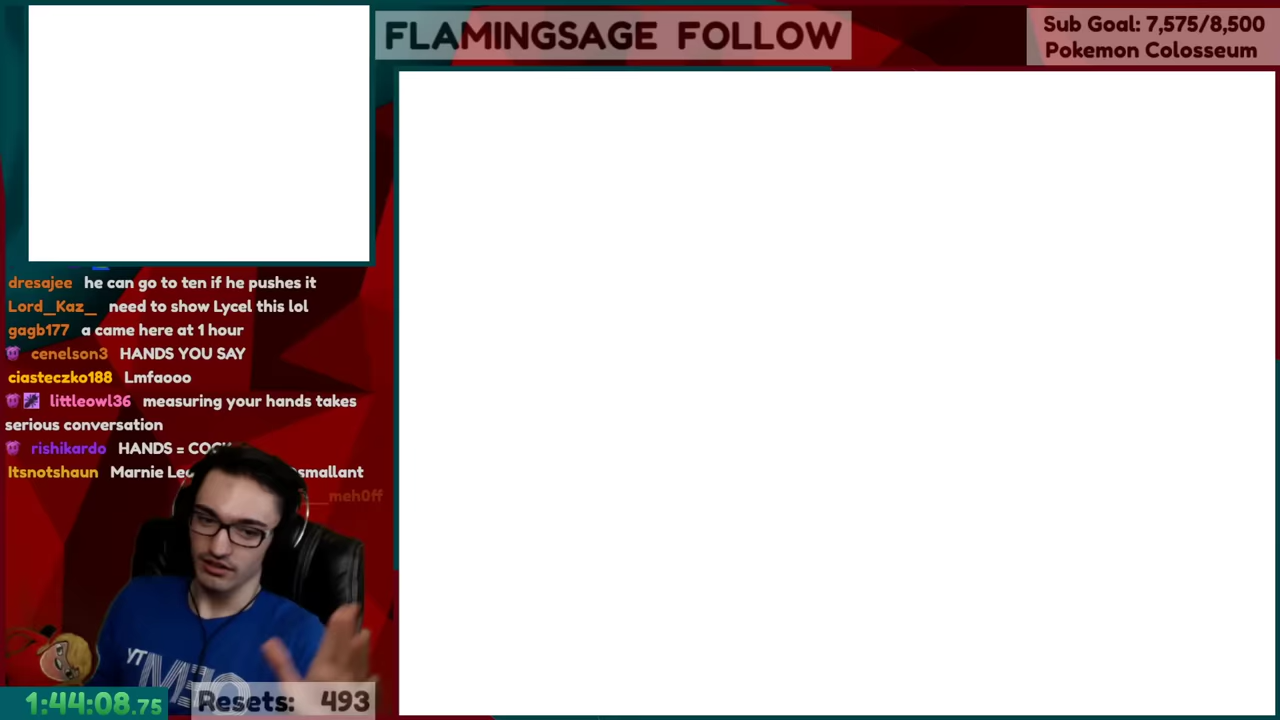 FLAMINGSAGE FOLLOW
Sub Goal: 7,575/8,500
Pokemon Colosseum
dresajee he can go to ten if he pushes it
Lord__Kaz__ need to show Lycel this lol
gagb177 a came here at 1 hour
cenelson3 HANDS YOU SAY
ciasteczko188 Lmfaooo
littleowl36 measuring your hands takes
serious conversation
rishikardo HANDS =
Itsnotshaun Marnie
YT
1:44:08.75
Resets: 493